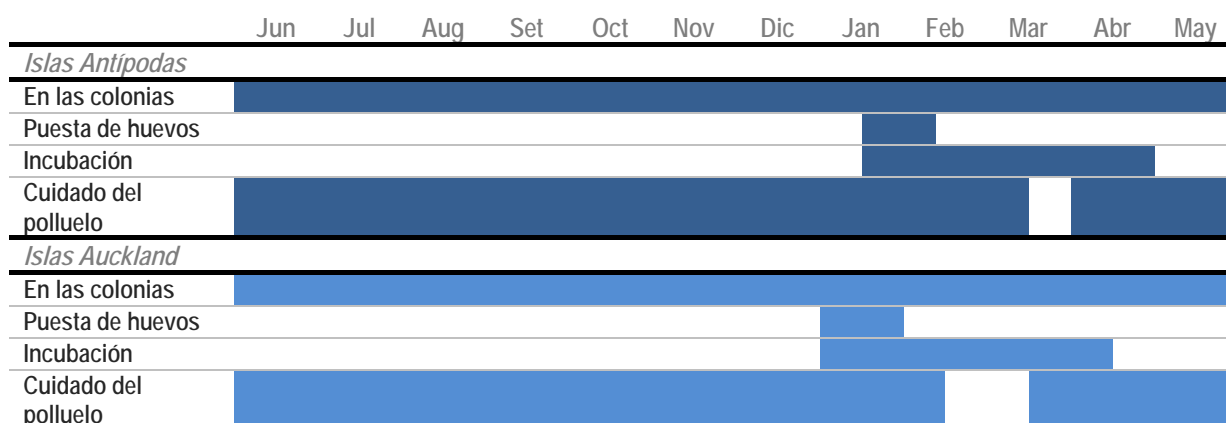 Jun Jul Aug Set Oct Nov Dic Jan Feb Mar Abr May
Islas Antípodas
En las colonias
Puesta de huevos
Incubación
Cuidado del
polluelo
Islas Auckland
En las colonias
Puesta de huevos
Incubación
Cuidado del
polluelo